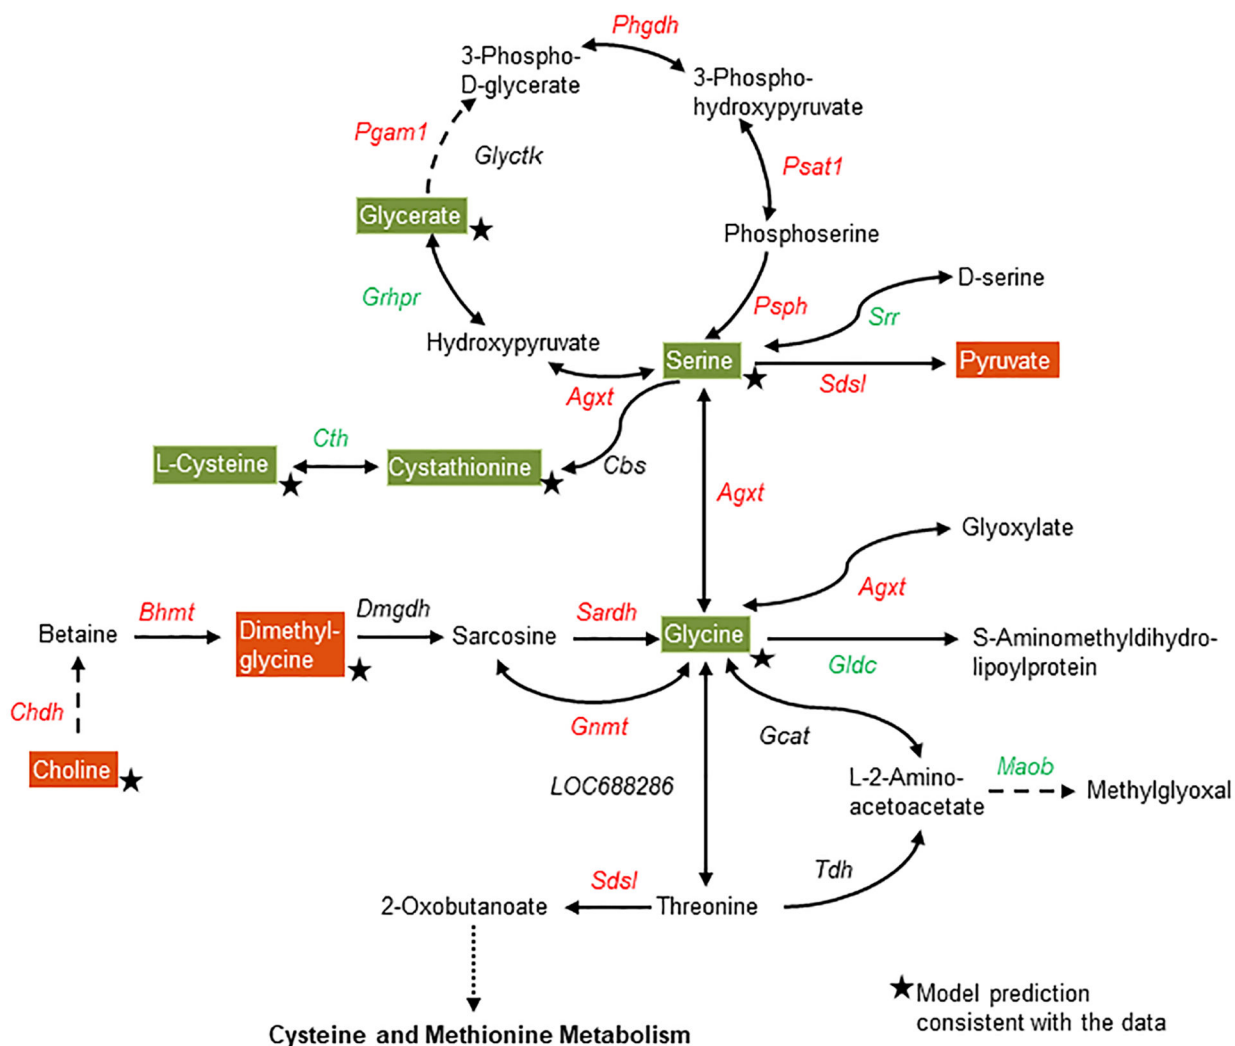 Phgdh
3-Phospho-
D-glycerate
3-Phospho-
hydroxypyruvate
Pgam1
Glyctk
Psat1
Glycerate
Phosphoserine
D-serine
Grhpr
Psph
Srr
Hydroxypyruvate
Serine
Pyruvate
Agxt
Sdsl
Cth
L-Cysteine
Cystathionine
Cbs
Agxt
Glyoxylate
Agxt
Bhmt
Dmgdh
Sardh
Betaine
Dimethyl-
glycine
Sarcosine
Glycine
S-Aminomethyldihydro-
lipoylprotein
Gldc
Chdh
Gnmt
Gcat
Choline
LOC688286
L-2-Amino-
acetoacetate
Maob
Methylglyoxal
Sdsl
Tdh
2-Oxobutanoate
Threonine
Model prediction
consistent with the data
Cysteine and Methionine Metabolism